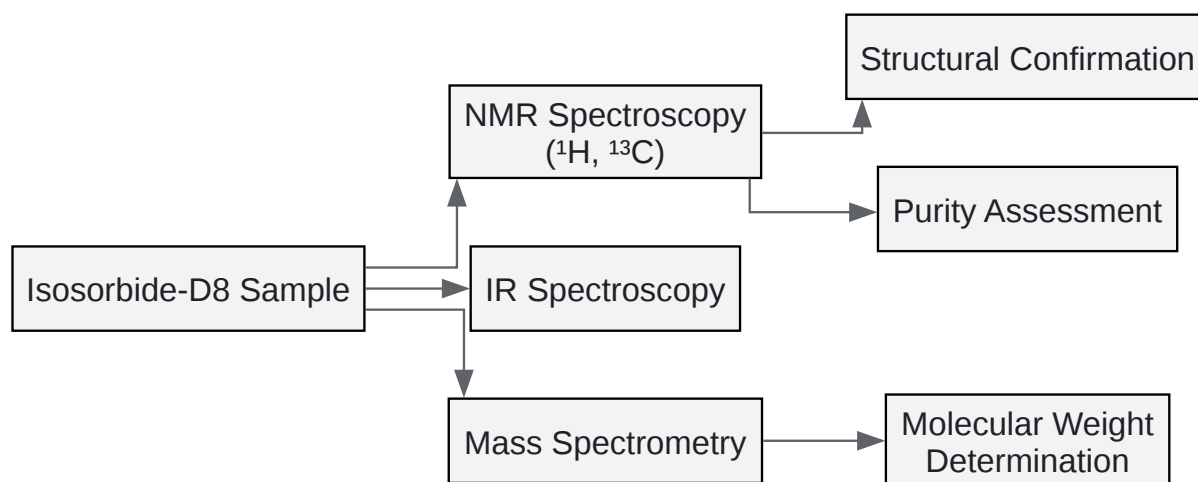 Structural Confirmation
NMR Spectroscopy
(¹H, ¹³C)
Purity Assessment
Isosorbide-D8 Sample
IR Spectroscopy
Mass Spectrometry
Molecular Weight
Determination